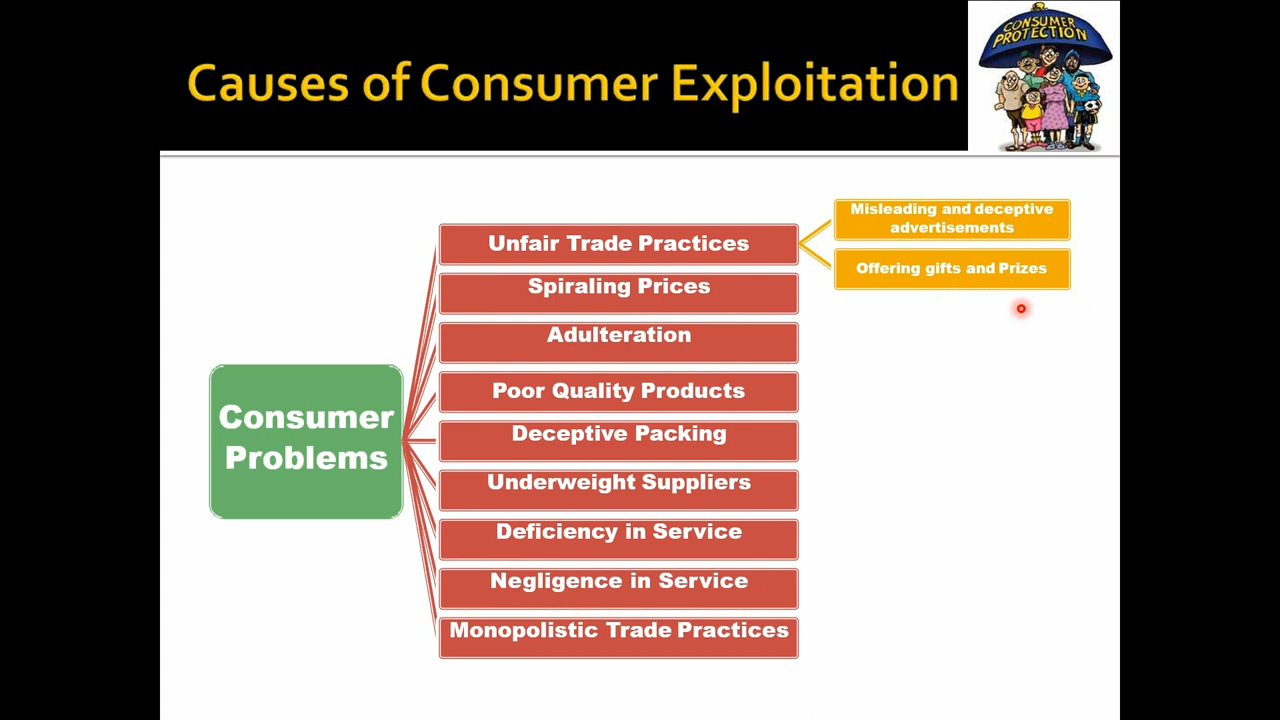 Causes of Consumer Exploitation
CONSUMER
PROTECTION
Misleading and deceptive
advertisements
Unfair Trade Practices
Offering gifts and Prizes
Spiraling Prices
Adulteration
Poor Quality Products
Consumer
Problems
Deceptive Packing
Underweight Suppliers
Deficiency in Service
Negligence in Service
Monopolistic Trade Practices